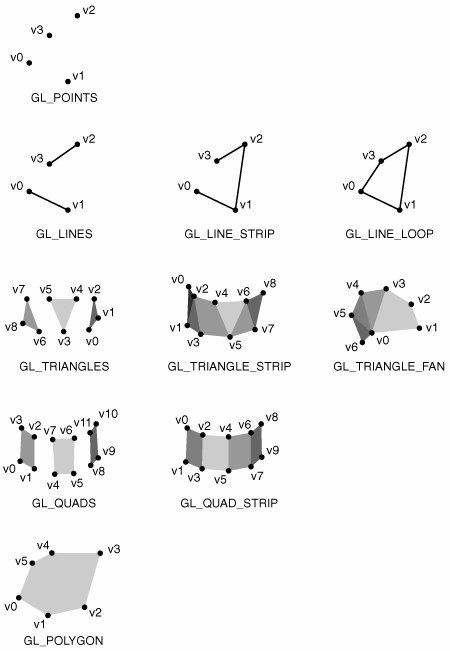 v2
v3
v0
v1
GL_POINTS
v2
v3
v0
v1
GL_LINES
v2
v3
v0
v1
GL_LINE_STRIP
v2
v3
v0
v1
GL_LINE_LOOP
v7 v5 v4 v2
v8 v6 v3 v0 v1
GL_TRIANGLES
v0 v2 v4 v6 v8
v1 v3 v5 v7
GL_TRIANGLE_STRIP
v4 v3 v2
v5 v6 v0 v1
GL_TRIANGLE_FAN
v3 v2 v7 v6 v11 v10
v0 v1 v4 v5 v8 v9
GL_QUADS
v0 v2 v4 v6 v8
v1 v3 v5 v7 v9
GL_QUAD_STRIP
v4 v3
v5
v0 v2
v1
GL_POLYGON